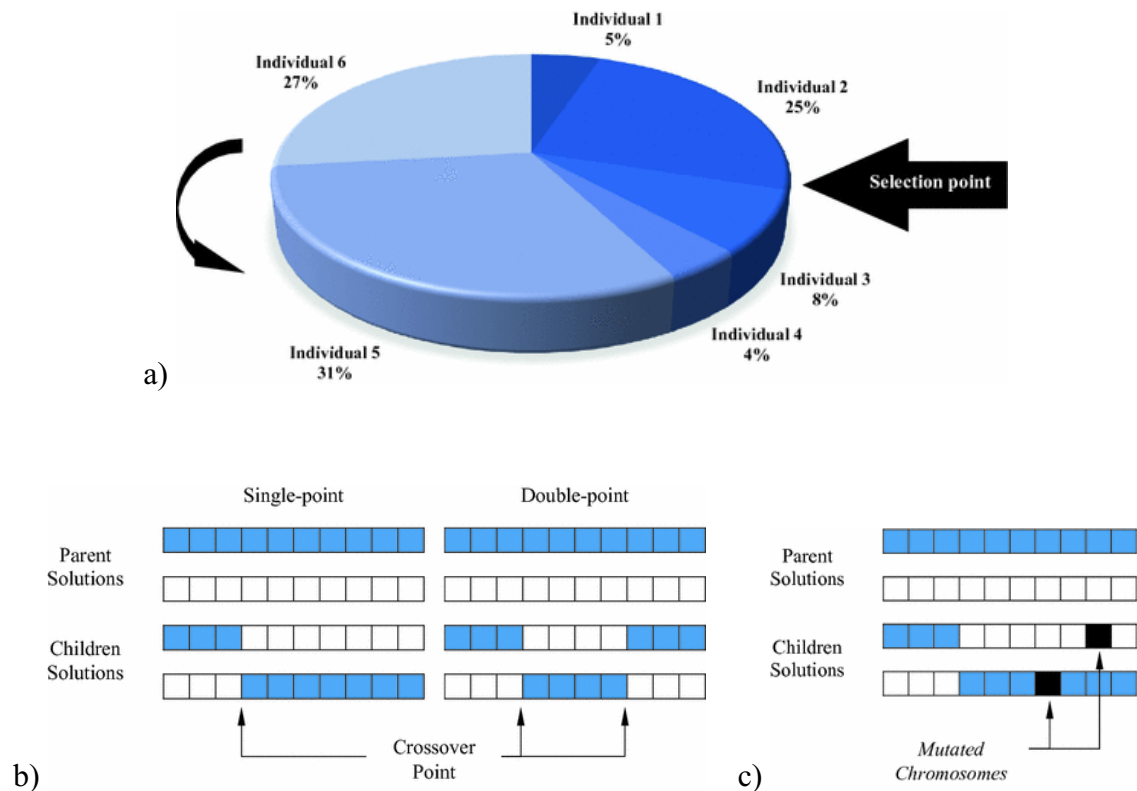 Individual 1
5%
Individual 6
27%
Individual 2
25%
Selection point
Individual 3
8%
Individual 4
4%
Individual 5
31%
a)
Single-point
Double-point
Parent
Solutions
Children
Solutions
Crossover
Point
b)
Parent
Solutions
Children
Solutions
Mutated
Chromosomes
c)